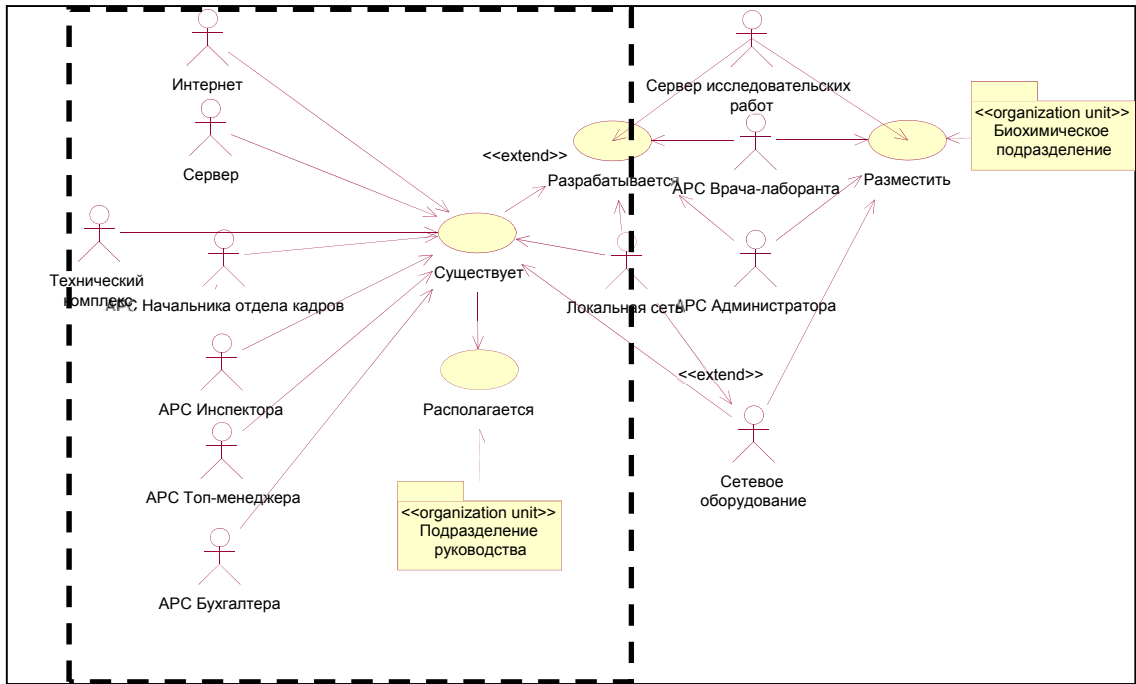 Интернет
Сервер исследовательских
работ
<<organization unit>>
Биохимическое
подразделение
<<extend>>
Сервер
Разрабатывается
АРС Врача-лаборанта
Разместить
Технический
комплекс
Существует
АРС Начальника отдела кадров
Локальная сеть
АРС Администратора
<<extend>>
АРС Инспектора
Располагается
Сетевое
оборудование
АРС Топ-менеджера
<<organization unit>>
Подразделение
руководства
АРС Бухгалтера